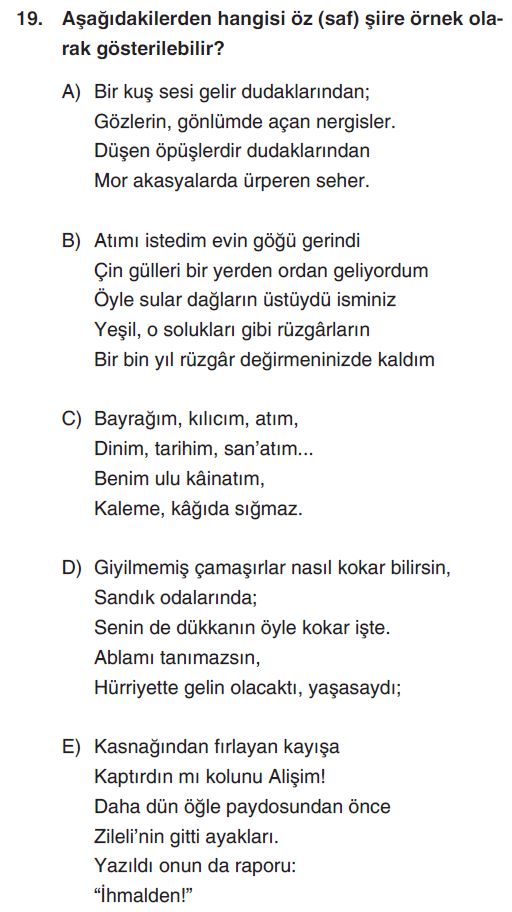 19. Aşağıdakilerden hangisi öz (saf) şiire örnek ola-
rak gösterilebilir?
A) Bir kuş sesi gelir dudaklarından;
Gözlerin, gönlümde açan nergisler.
Düşen öpüşlerdir dudaklarından
Mor akasyalarda ürperen seher.
B) Atımı istedim evin göğü gerindi
Çin gülleri bir yerden ordan geliyordum
Öyle sular dağların üstüydü isminiz
Yeşil, o solukları gibi rüzgârların
Bir bin yıl rüzgâr değirmeninizde kaldım
C) Bayrağım, kılıcım, atım,
Dinim, tarihim, san’atım...
Benim ulu kâinatım,
Kaleme, kâğıda sığmaz.
D) Giyilmemiş çamaşırlar nasıl kokar bilirsin,
Sandık odalarında;
Senin de dükkanın öyle kokar işte.
Ablamı tanımazsın,
Hürriyette gelin olacaktı, yaşasaydı;
E) Kasnağından fırlayan kayışa
Kaptırdın mı kolunu Alişim!
Daha dün öğle paydosundan önce
Zileli’nin gitti ayakları.
Yazıldı onun da raporu:
“İhmalden!”